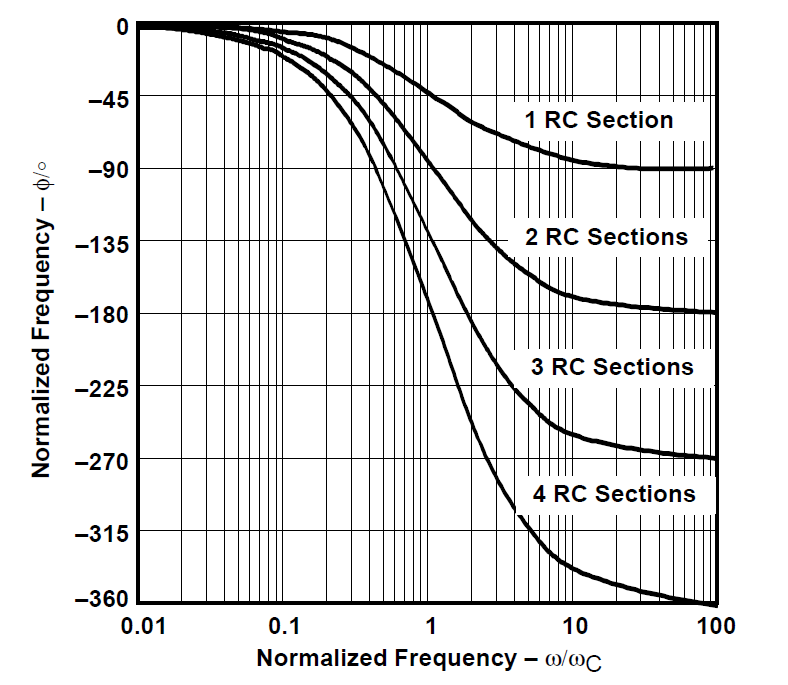 0
–45
–90
–135
–180
–225
–270
–315
–360
Normalized Frequency – ϕ/○
1 RC Section
2 RC Sections
3 RC Sections
4 RC Sections
0.01 0.1 1 10 100
Normalized Frequency – ω/ωC